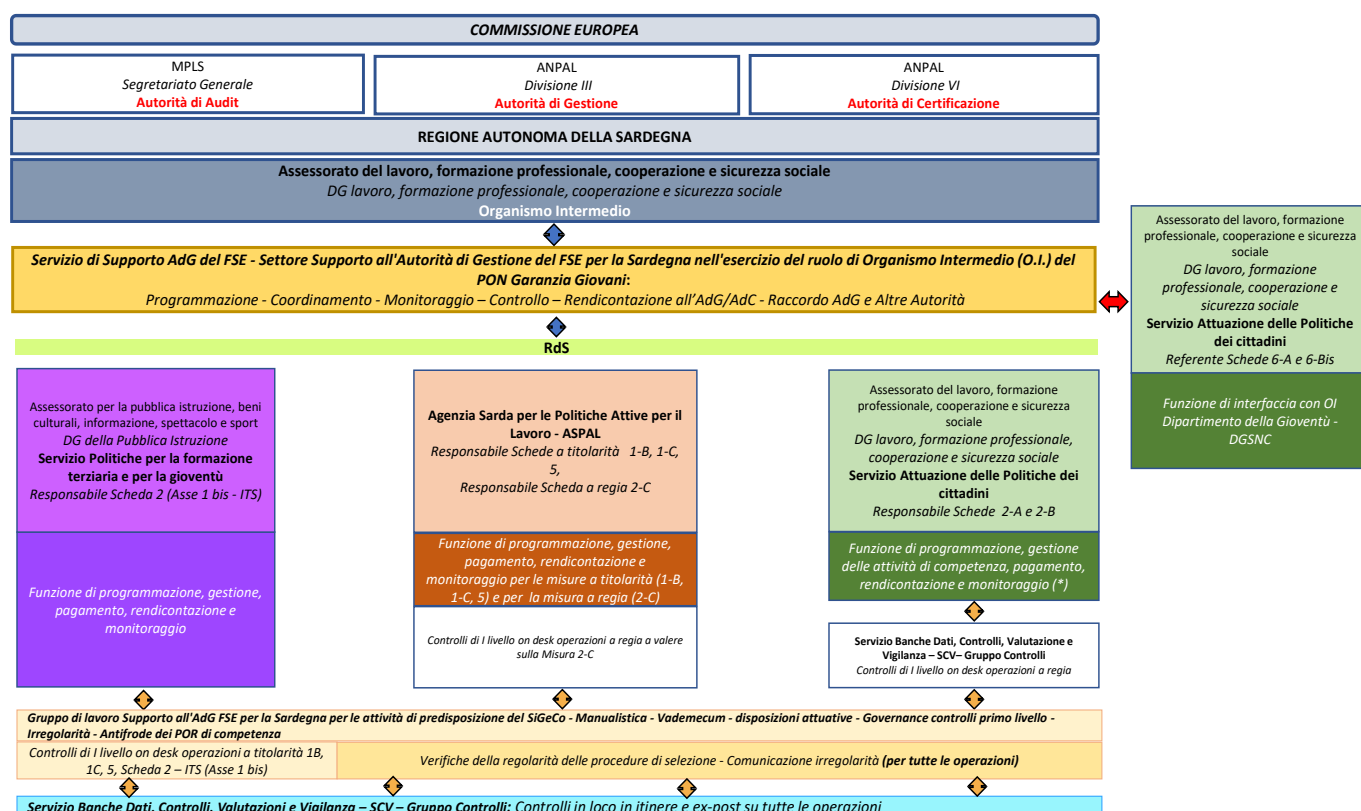 COMMISSIONE EUROPEA
MPLS
Segretariato Generale
Autorità di Audit
ANPAL
Divisione III
Autorità di Gestione
ANPAL
Divisione VI
Autorità di Certificazione
REGIONE AUTONOMA DELLA SARDEGNA
Assessorato del lavoro, formazione professionale, cooperazione e sicurezza sociale
DG lavoro, formazione professionale, cooperazione e sicurezza sociale
Organismo Intermedio
Servizio di Supporto AdG del FSE - Settore Supporto all'Autorità di Gestione del FSE per la Sardegna nell'esercizio del ruolo di Organismo Intermedio (O.I.) del
PON Garanzia Giovani:
Programmazione - Coordinamento - Monitoraggio – Controllo – Rendicontazione all'AdG/AdC - Raccordo AdG e Altre Autorità
Assessorato del lavoro, formazione
professionale, cooperazione e sicurezza
sociale
DG lavoro, formazione
professionale, cooperazione e
sicurezza sociale
Servizio Attuazione delle Politiche
dei cittadini
Referente Schede 6-A e 6-Bis
Funzione di interfaccia con OI
Dipartimento della Gioventù -
DGSNC
RdS
Assessorato per la pubblica istruzione, beni
culturali, informazione, spettacolo e sport
DG della Pubblica Istruzione
Servizio Politiche per la formazione
terziaria e per la gioventù
Responsabile Scheda 2 (Asse 1 bis - ITS)
Funzione di programmazione, gestione,
pagamento, rendicontazione e
monitoraggio
Agenzia Sarda per le Politiche Attive per il
Lavoro - ASPAL
Responsabile Schede a titolarità 1-B, 1-C,
5,
Responsabile Scheda a regia 2-C
Funzione di programmazione, gestione,
pagamento, rendicontazione e
monitoraggio per le misure a titolarità (1-B,
1-C, 5) e per la misura a regia (2-C)
Controlli di I livello on desk operazioni a regia a valere
sulla Misura 2-C
Assessorato del lavoro, formazione
professionale, cooperazione e sicurezza
sociale
DG lavoro, formazione professionale,
cooperazione e sicurezza sociale
Servizio Attuazione delle Politiche dei
cittadini
Responsabile Schede 2-A e 2-B
Funzione di programmazione, gestione
delle attività di competenza, pagamento,
rendicontazione e monitoraggio (*)
Servizio Banche Dati, Controlli, Valutazione e
Vigilanza – SCV– Gruppo Controlli
Controlli di I livello on desk operazioni a regia
Gruppo di lavoro Supporto all'AdG FSE per la Sardegna per le attività di predisposizione del SiGeCo - Manualistica - Vademecum - disposizioni attuative - Governance controlli primo livello -
Irregolarità - Antifrode dei POR di competenza
Controlli di I livello on desk operazioni a titolarità 1B,
1C, 5, Scheda 2 – ITS (Asse 1 bis)
Verifiche della regolarità delle procedure di selezione - Comunicazione irregolarità (per tutte le operazioni)
Servizio Banche Dati, Controlli, Valutazioni e Vigilanza – SCV – Gruppo Controlli: Controlli in loco in itinere e ex-post su tutte le operazioni